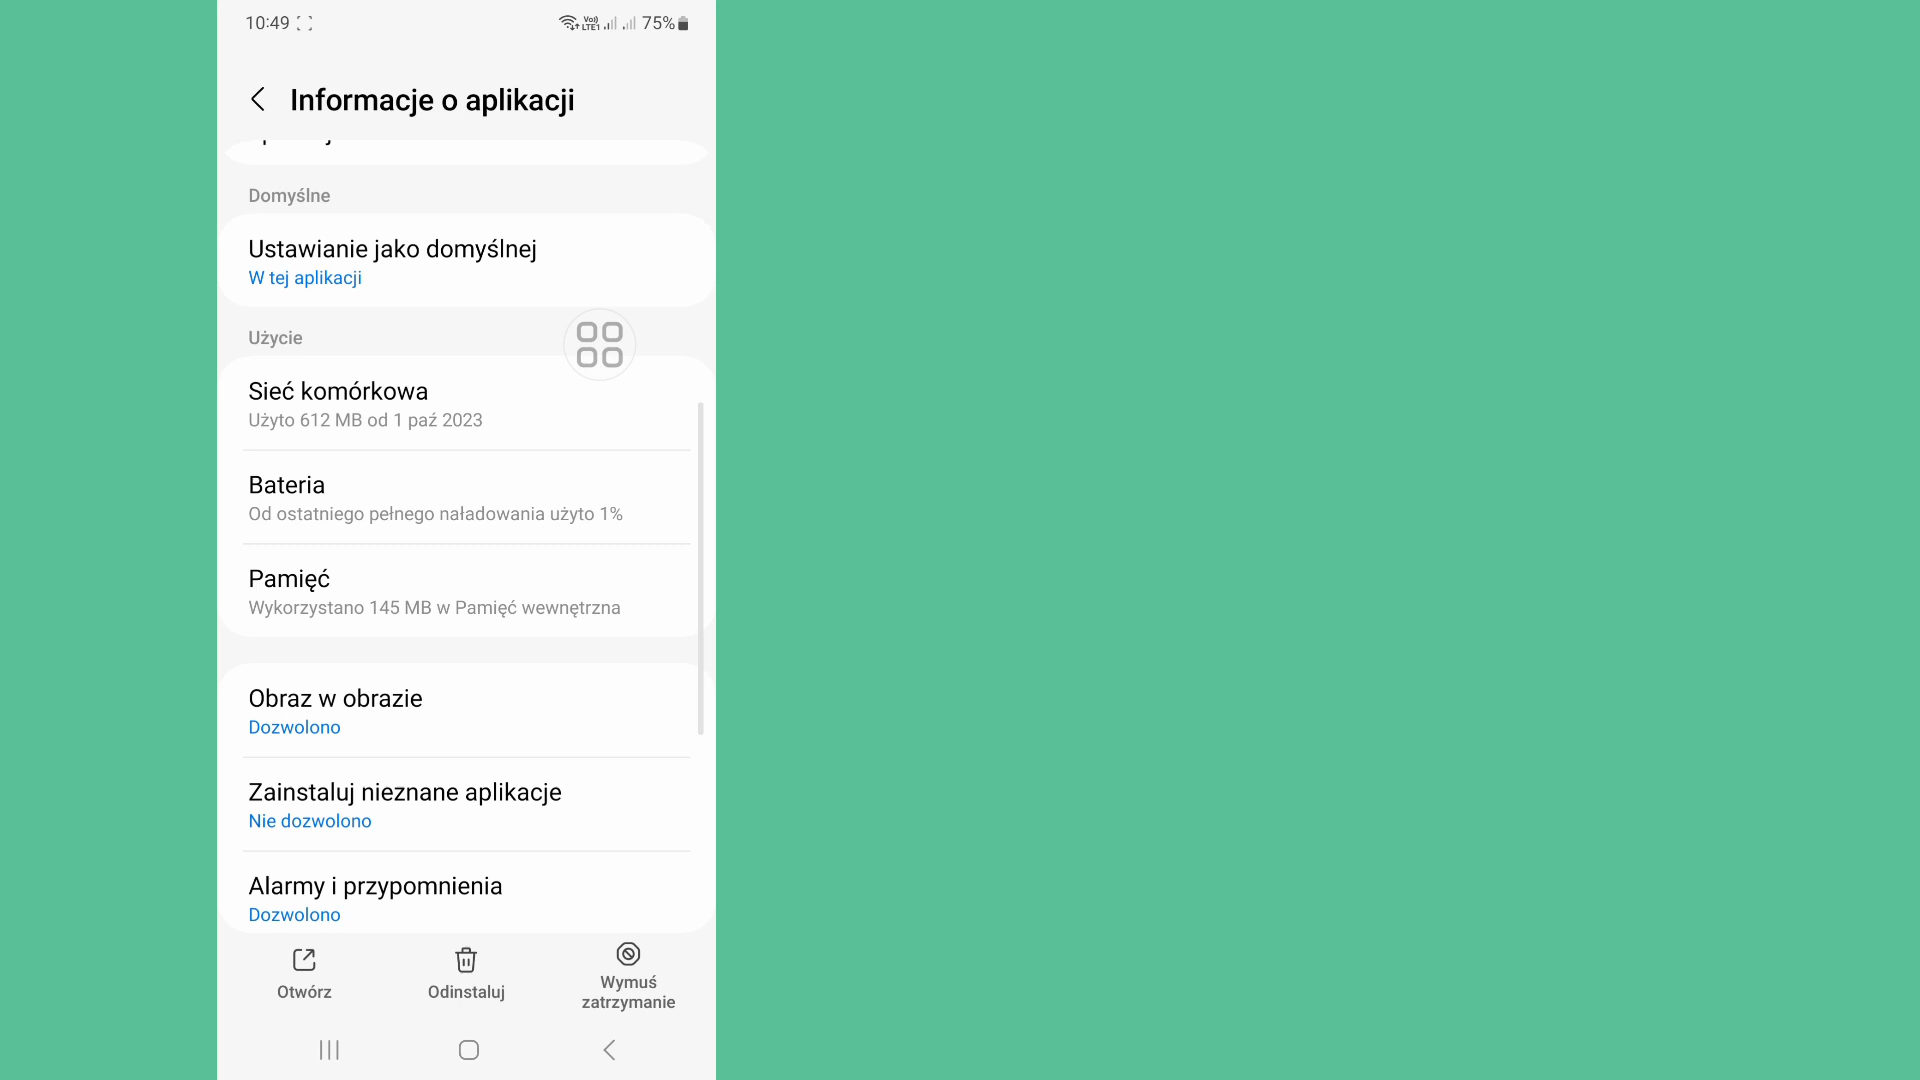 10:49
75%
Informacje o aplikacji
Domyślne
Ustawianie jako domyślnej
W tej aplikacji
Użycie
Sieć komórkowa
Użyto 612 MB od 1 paź 2023
Bateria
Od ostatniego pełnego naładowania użyto 1%
Pamięć
Wykorzystano 145 MB w Pamięć wewnętrzna
Obraz w obrazie
Dozwolono
Zainstaluj nieznane aplikacje
Nie dozwolono
Alarmy i przypomnienia
Dozwolono
Otwórz
Odinstaluj
Wymuś
zatrzymanie